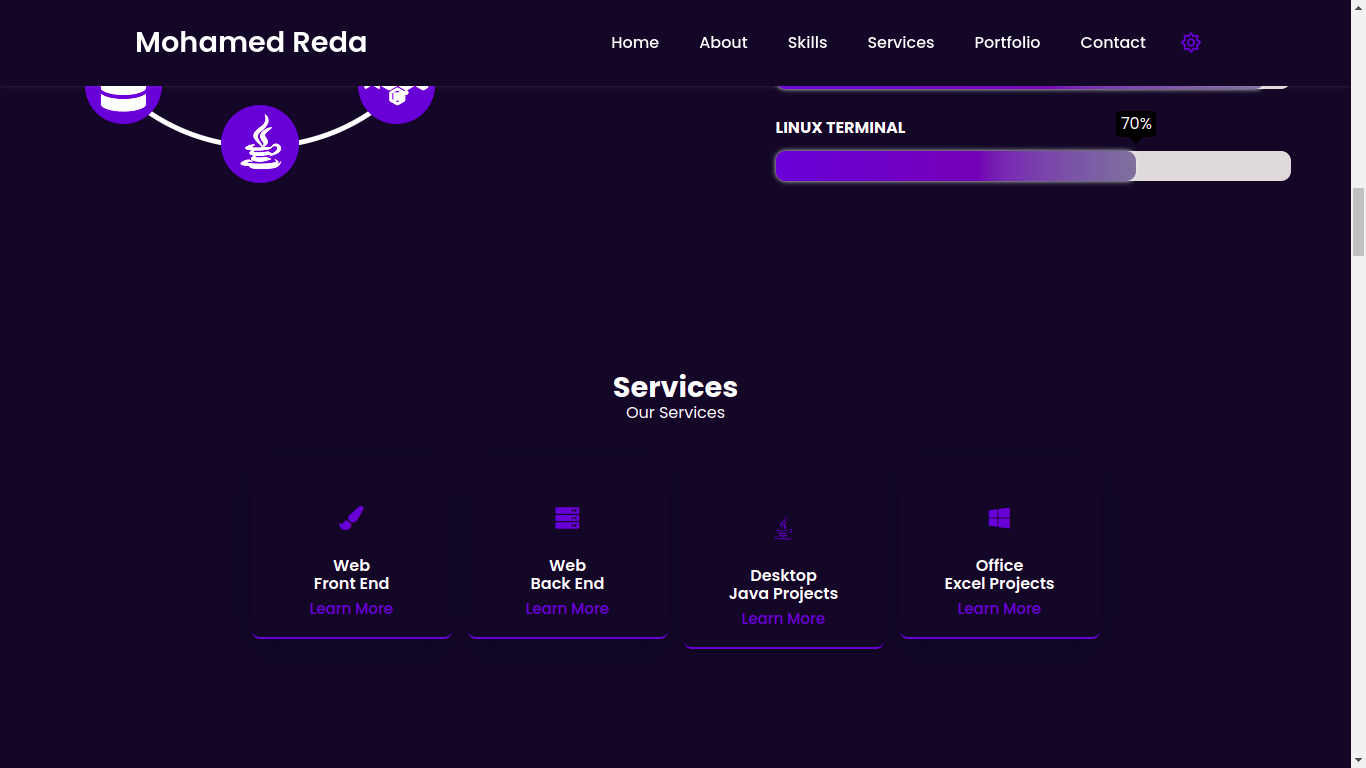 Mohamed Reda
Home About Skills Services Portfolio Contact
LINUX TERMINAL
70%
Services
Our Services
Web
Front End
Learn More
Web
Back End
Learn More
Desktop
Java Projects
Learn More
Office
Excel Projects
Learn More